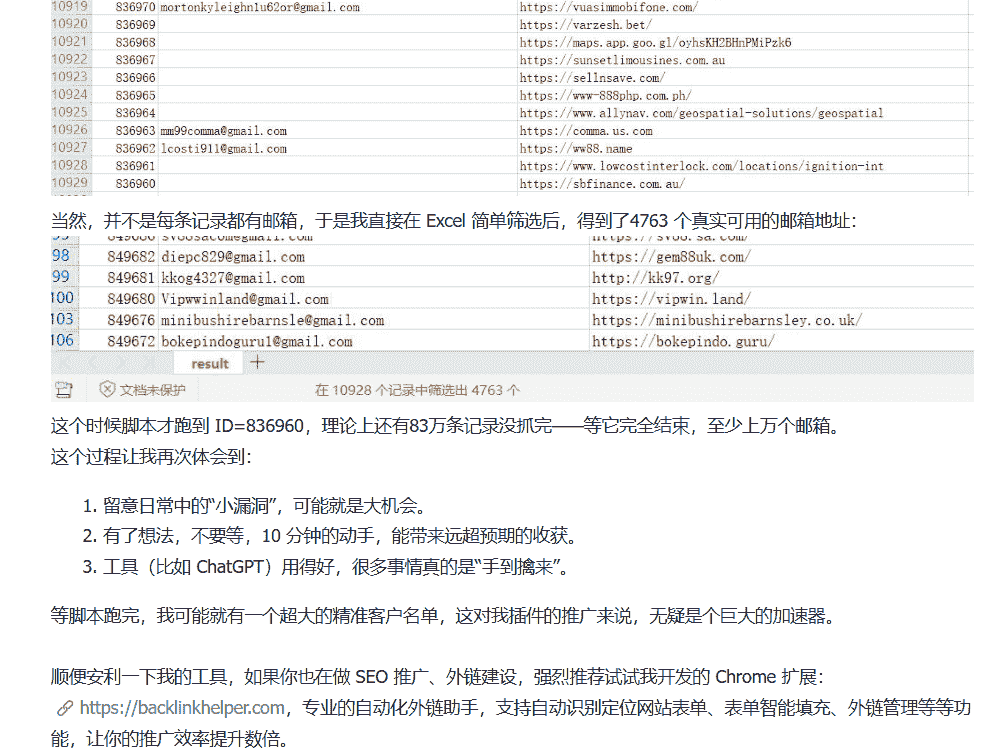 10919 836970 mortonkyleighn1u62or@gmail.com https://vuasimmobifone.com/
10920 836969 https://varzesh.bet/
10921 836968 https://maps.app.goo.gl/oyhsKH2BHnPMiPzk6
10922 836967 https://sunsetlimousines.com.au
10923 836966 https://sellnsave.com/
10924 836965 https://www-888php.com.ph/
10925 836964 https://www.allynav.com/geospatial-solutions/geospatial
10926 836963 mm99comma@gmail.com https://comma.us.com
10927 836962 lcosti911@gmail.com https://ww88.name
10928 836961 https://www.lowcostinterlock.com/locations/ignition-int
10929 836960 https://sbfinance.com.au/
当然，并不是每条记录都有邮箱，于是我直接在 Excel 简单筛选后，得到了4763 个真实可用的邮箱地址：
95 849686 sv88sacom@gmail.com https://sv88.sa.com/
98 849682 diepc829@gmail.com https://gem88uk.com/
99 849681 kkog4327@gmail.com http://kk97.org/
100 849680 Vipwwinland@gmail.com https://vipwin.land/
103 849676 minibushirebarnsle@gmail.com https://minibushirebarnsley.co.uk/
106 849672 bokepindoguru1@gmail.com https://bokepindo.guru/
result +
文档未保护 在 10928 个记录中筛选出 4763 个
这个时候脚本才跑到 ID=836960，理论上还有83万条记录没抓完——等它完全结束，至少上万个邮箱。
这个过程让我再次体会到：
1. 留意日常中的“小漏洞”，可能就是大机会。
2. 有了想法，不要等，10 分钟的动手，能带来远超预期的收获。
3. 工具（比如 ChatGPT）用得好，很多事情真的是“手到擒来”。
等脚本跑完，我可能就有一个超大的精准客户名单，这对我插件的推广来说，无疑是个巨大的加速器。
顺便安利一下我的工具，如果你也在做 SEO 推广、外链建设，强烈推荐试试我开发的 Chrome 扩展：
https://backlinkhelper.com，专业的自动化外链助手，支持自动识别定位网站表单、表单智能填充、外链管理等等功
能，让你的推广效率提升数倍。